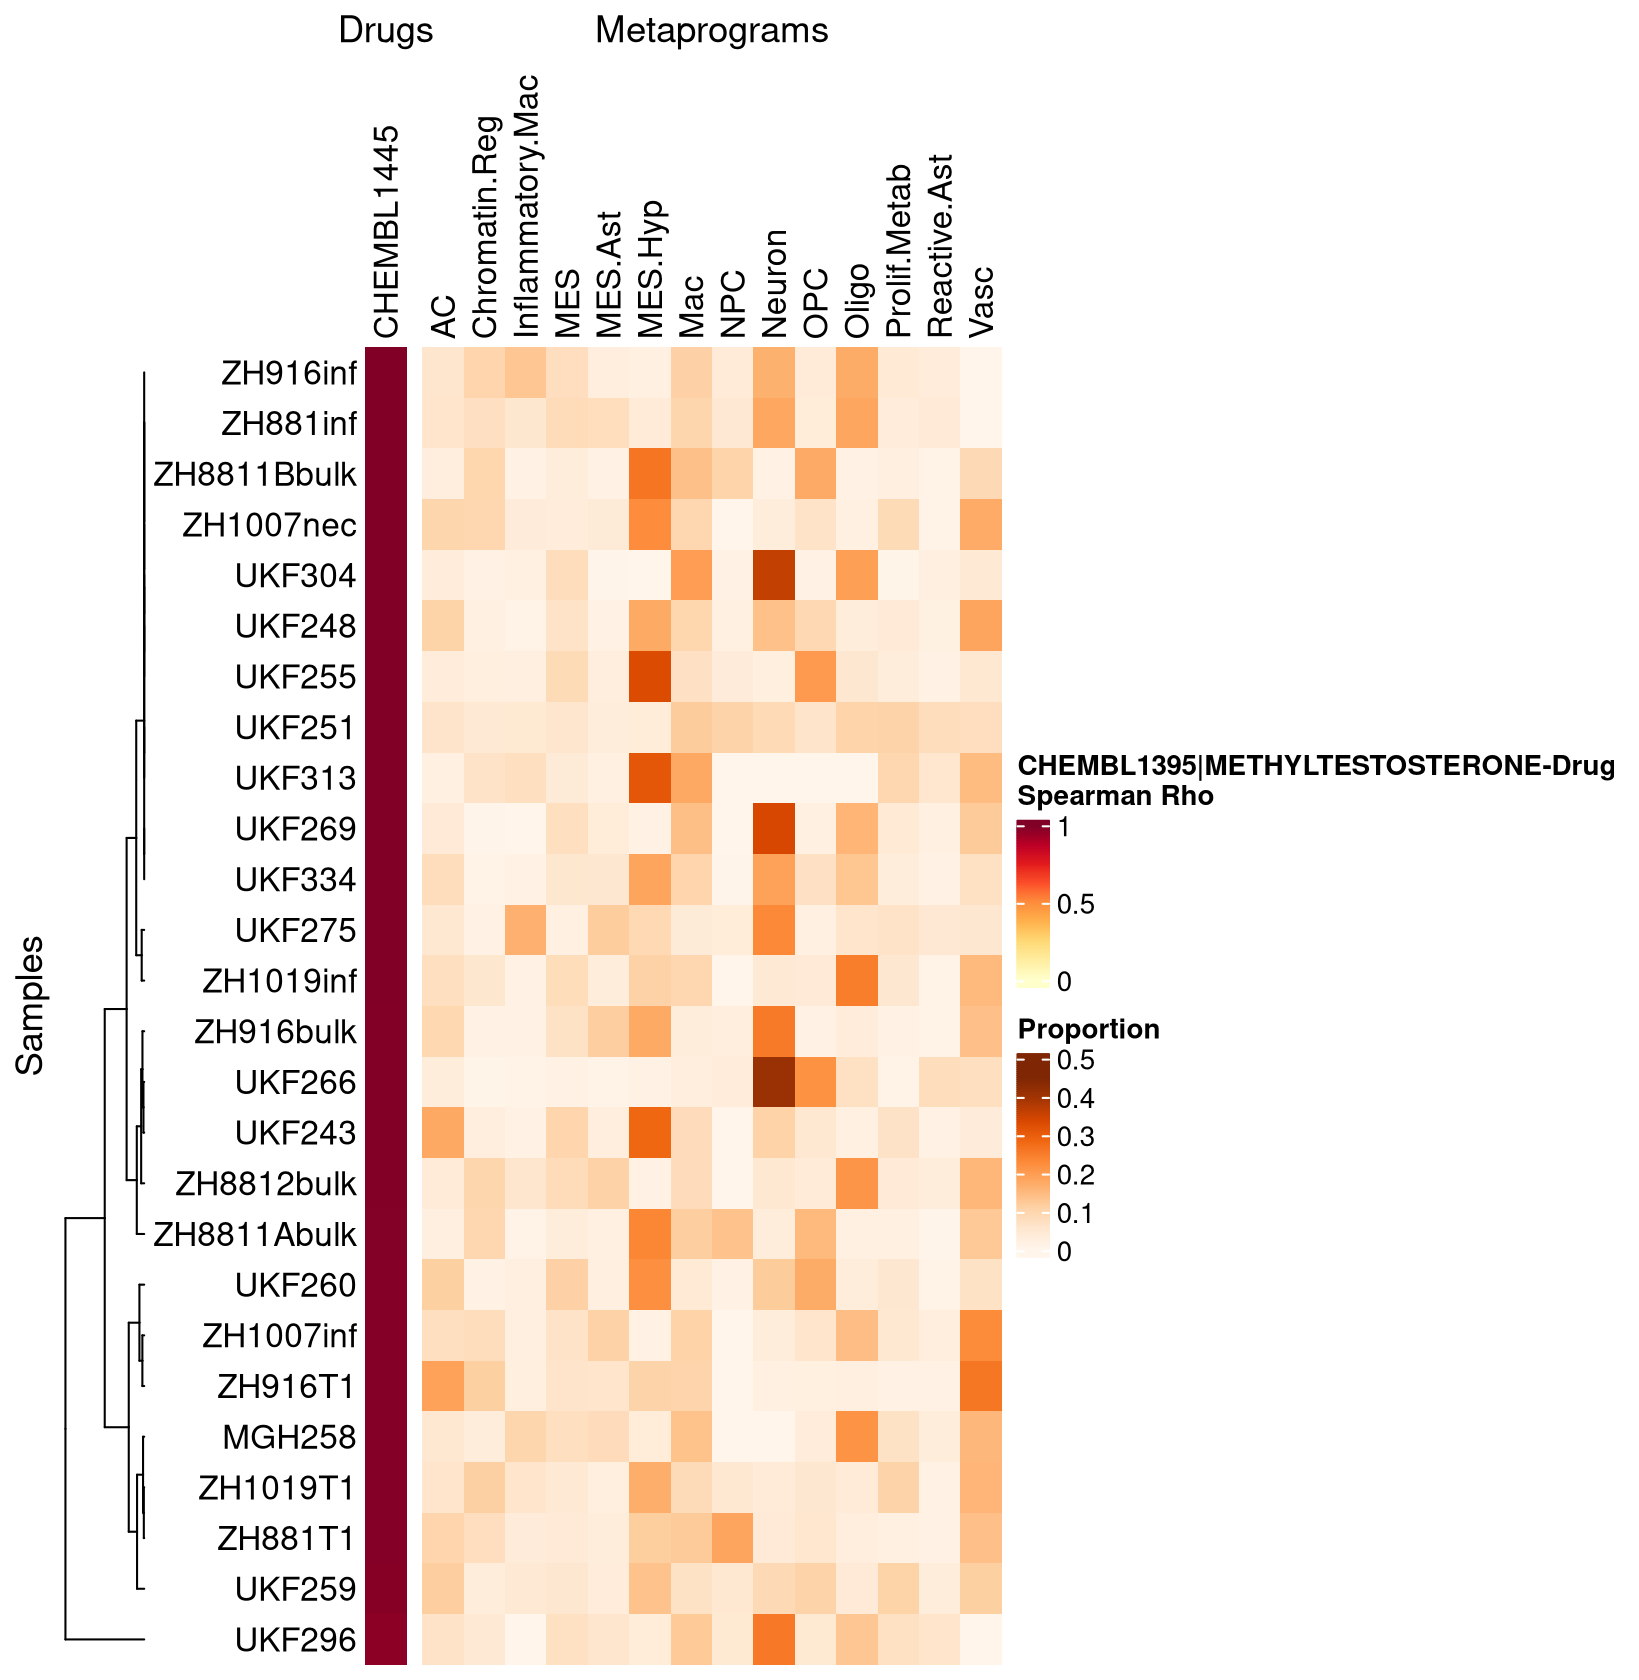 Drugs
Metaprograms
CHEMBL1445
AC
Chromatin.Reg
Inflammatory.Mac
MES
MES.Ast
MES.Hyp
Mac
NPC
Neuron
OPC
Oligo
Prolif.Metab
Reactive.Ast
Vasc
Samples
ZH916inf
ZH881inf
ZH8811Bbulk
ZH1007nec
UKF304
UKF248
UKF255
UKF251
UKF313
UKF269
UKF334
UKF275
ZH1019inf
ZH916bulk
UKF266
UKF243
ZH8812bulk
ZH8811Abulk
UKF260
ZH1007inf
ZH916T1
MGH258
ZH1019T1
ZH881T1
UKF259
UKF296
CHEMBL1395|METHYLTESTOSTERONE-Drug
Spearman Rho
1
0.5
0
Proportion
0.5
0.4
0.3
0.2
0.1
0